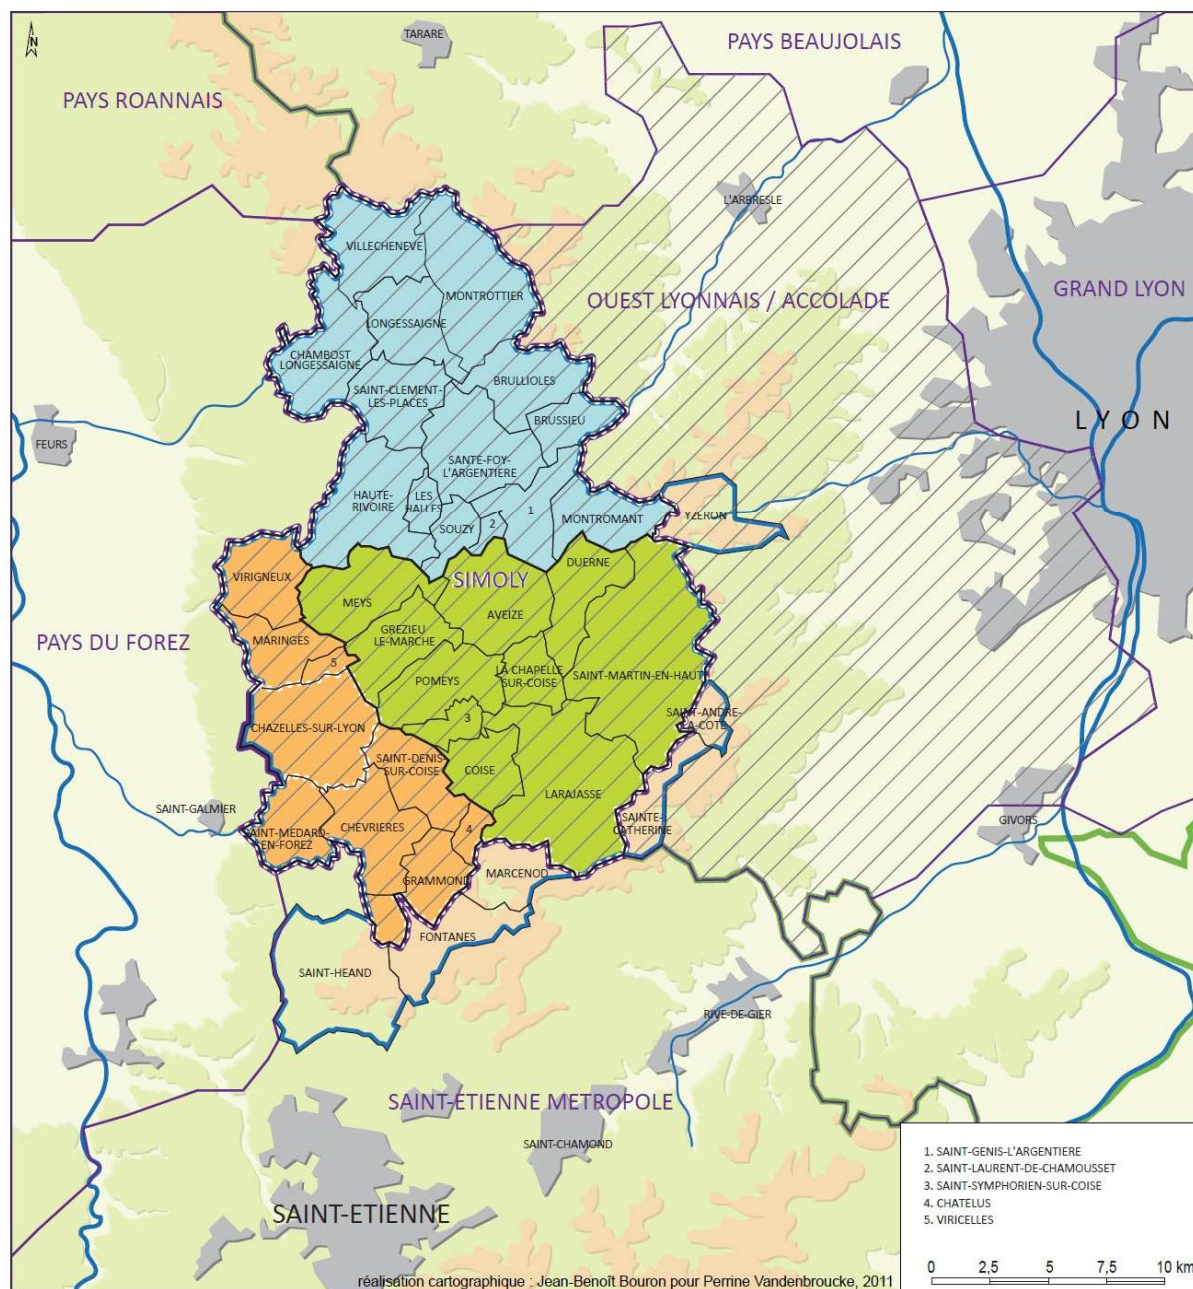 N
TARARE
PAYS BEAUJOLAIS
PAYS ROANNAIS
L'ARBRESLE
VILLECHENEVE
MONTROTTIER
OUEST LYONNAIS / ACCOLADE
GRAND LYON
LONGESSAIGNE
CHAMBOST
LONGESSAIGNE
SAINT-CLEMENT-
LES-PLACES
BRULLIOLES
BRUSSIEU
LYON
FEURS
SANTE-FOY-
L'ARGENTIERE
HAUTE-
RIVOIRE
LES
HALLES
SOUZY
2
1
MONTROMANT
YZERON
DUERNE
VIRIGNEUX
SIMOLY
MEYS
AVEIZE
GREZIEU
LE-MARCHE
PAYS DU FOREZ
MARINGES
5
POMEYS
LA CHAPELLE
SUR-COISE
SAINT-MARTIN-EN-HAUT
3
SAINT-ANDRE-
LA-COTE
CHAZELLES-SUR-LYON
SAINT-DENIS-
SUR-COISE
COISE
LARAJASSE
SAINT-GALMIER
SAINT-MEDARD-
EN-FOREZ
CHEVRIERES
4
SAINTE-
CATHERINE
GIVORS
GRAMMOND
MARCENOD
FONTANES
SAINT-HEAND
RIVE-DE-GIER
SAINT-ETIENNE METROPOLE
SAINT-CHAMOND
SAINT-ETIENNE
1. SAINT-GENIS-L'ARGENTIERE
2. SAINT-LAURENT-DE-CHAMOUSSET
3. SAINT-SYMPHORIEN-SUR-COISE
4. CHATELUS
5. VIRICELLES
0 2,5 5 7,5 10 km
réalisation cartographique : Jean-Benoît Bouron pour Perrine Vandenbroucke, 2011